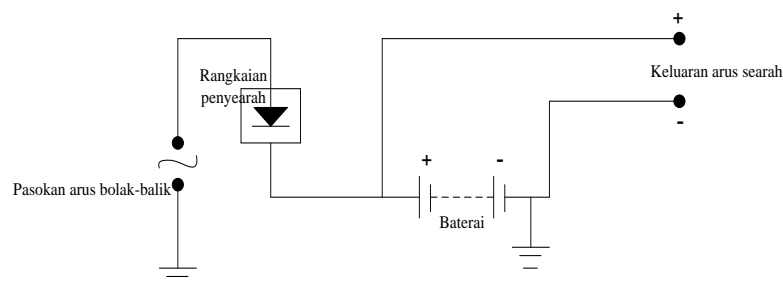 +
Rangkaian
penyearah
Keluaran arus searah
-
+ -
Pasokan arus bolak-balik
Baterai